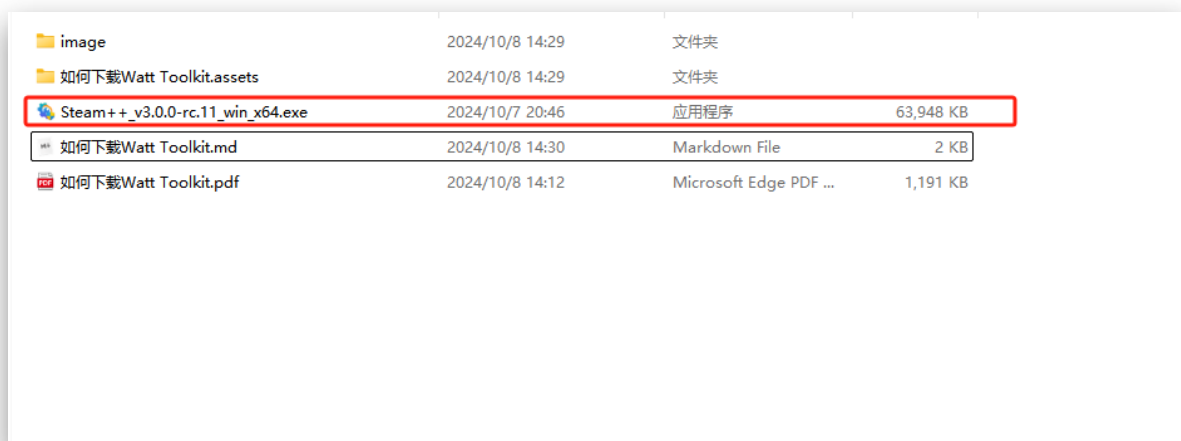 image 2024/10/8 14:29 文件夹
如何下载Watt Toolkit.assets 2024/10/8 14:29 文件夹
Steam++_v3.0.0-rc.11_win_x64.exe 2024/10/7 20:46 应用程序 63,948 KB
如何下载Watt Toolkit.md 2024/10/8 14:30 Markdown File 2 KB
如何下载Watt Toolkit.pdf 2024/10/8 14:12 Microsoft Edge PDF ... 1,191 KB